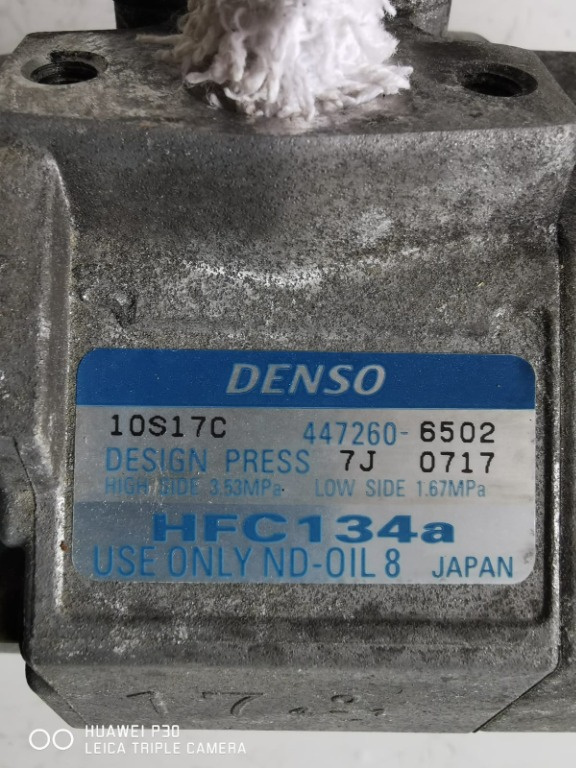 DENSO
10S17C 447260-6502
DESIGN PRESS 7J 0717
HIGH SIDE 3.53MPa LOW SIDE 1.67MPa
HFC134a
USE ONLY ND-OIL 8 JAPAN
17
HUAWEI P30
LEICA TRIPLE CAMERA